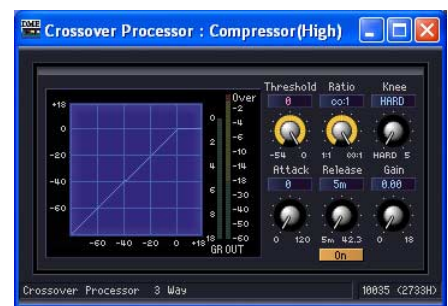 DME Crossover Processor : Compressor(High)
Threshold Ratio Knee
0 ∞:1 HARD
-54 0 1:1 ∞:1 HARD 5
Attack Release Gain
0 5m 0.00
0 120 5m 42.3 0 18
On
+18
0
-20
-40
-60
-60 -40 -20 0 +18
Over
0 -2
-4
2 -6
-10
4 -14
-18
6 -30
-40
8 -50
18 -60
GR OUT
Crossover Processor 3 Way 10035 (2733H)